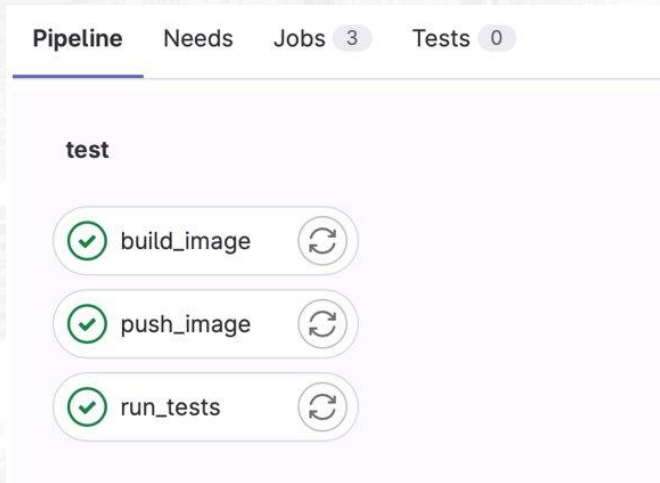 Pipeline Needs Jobs 3 Tests 0
test
build_image
push_image
run_tests